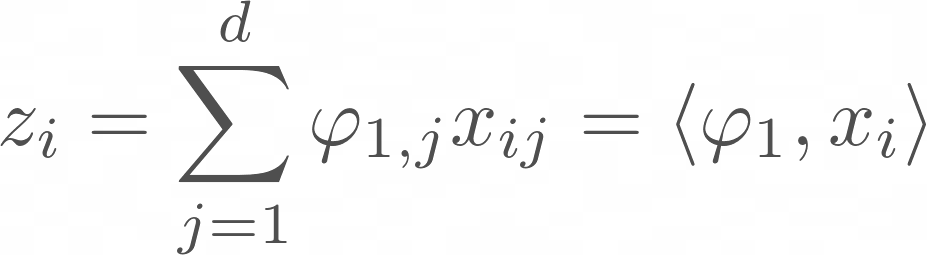 z_i = \sum_{j=1}^{d} \varphi_{1,j} x_{ij} = \langle \varphi_1, x_i \rangle